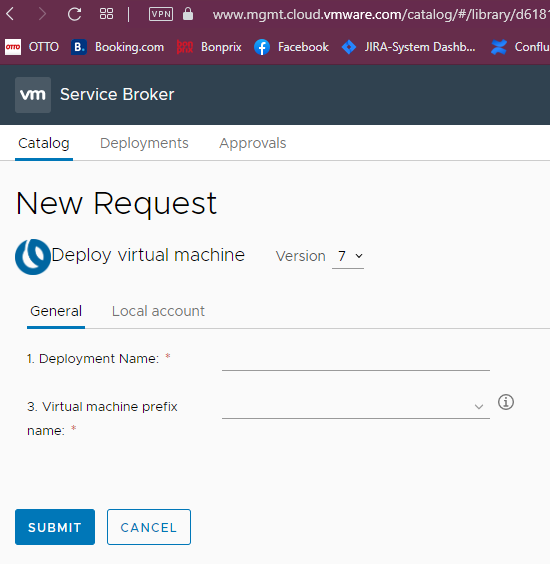 VPN www.mgmt.cloud.vmware.com/catalog/#/library/d618
OTTO OTTO B. Booking.com Bonprix Facebook JIRA-System Dashb... Conflu
vm Service Broker
Catalog Deployments Approvals
New Request
Deploy virtual machine Version 7
General Local account
1. Deployment Name: *
3. Virtual machine prefix
name: *
SUBMIT CANCEL